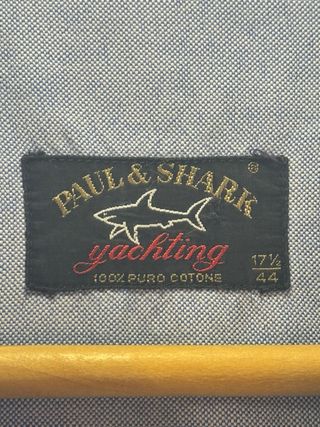 PAUL & SHARK ®
yachting
100% PURO COTONE
17½
44